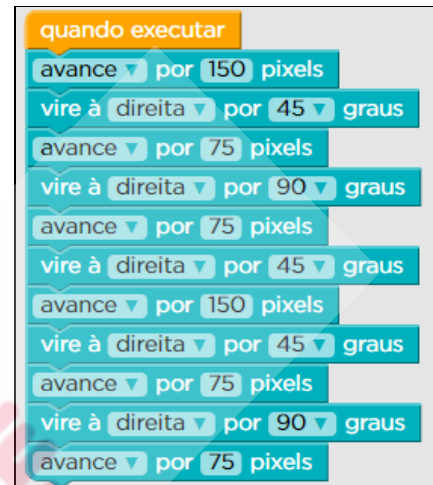 quando executar
avance por 150 pixels
vire à direita por 45 graus
avance por 75 pixels
vire à direita por 90 graus
avance por 75 pixels
vire à direita por 45 graus
avance por 150 pixels
vire à direita por 45 graus
avance por 75 pixels
vire à direita por 90 graus
avance por 75 pixels